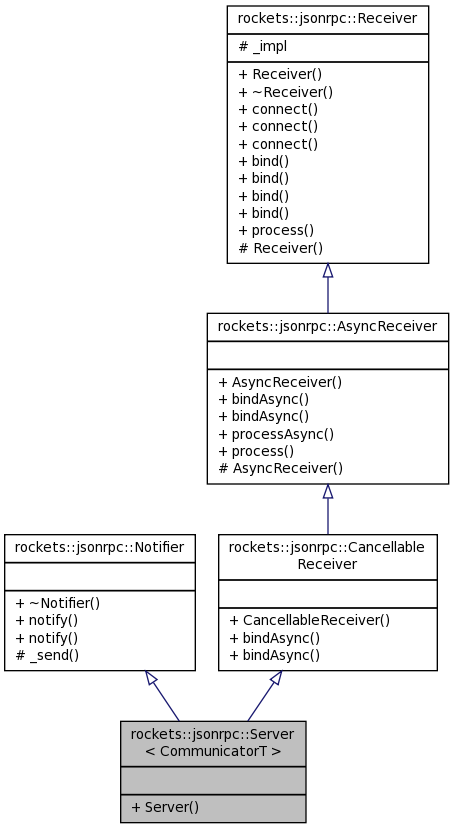 rockets::jsonrpc::Receiver
# _impl
+ Receiver()
+ ~Receiver()
+ connect()
+ connect()
+ connect()
+ bind()
+ bind()
+ bind()
+ bind()
+ process()
# Receiver()
rockets::jsonrpc::AsyncReceiver
+ AsyncReceiver()
+ bindAsync()
+ bindAsync()
+ processAsync()
+ process()
# AsyncReceiver()
rockets::jsonrpc::Notifier
+ ~Notifier()
+ notify()
+ notify()
# _send()
rockets::jsonrpc::Cancellable
Receiver
+ CancellableReceiver()
+ bindAsync()
+ bindAsync()
rockets::jsonrpc::Server
< CommunicatorT >
+ Server()